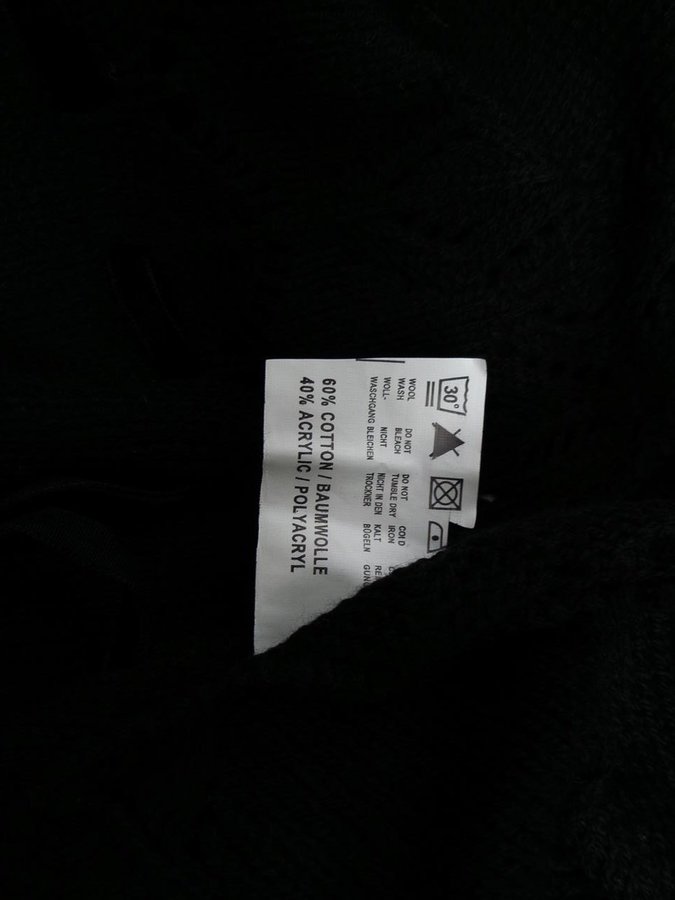 30°
WOOL DO NOT DO NOT COLD
WASH BLEACH TUMBLE DRY IRON
WOLL- NICHT NICHT IN DEN KALT
WASCHGANG BLEICHEN TROCKNER BÜGELN
60% COTTON / BAUMWOLLE
40% ACRYLIC / POLYACRYL